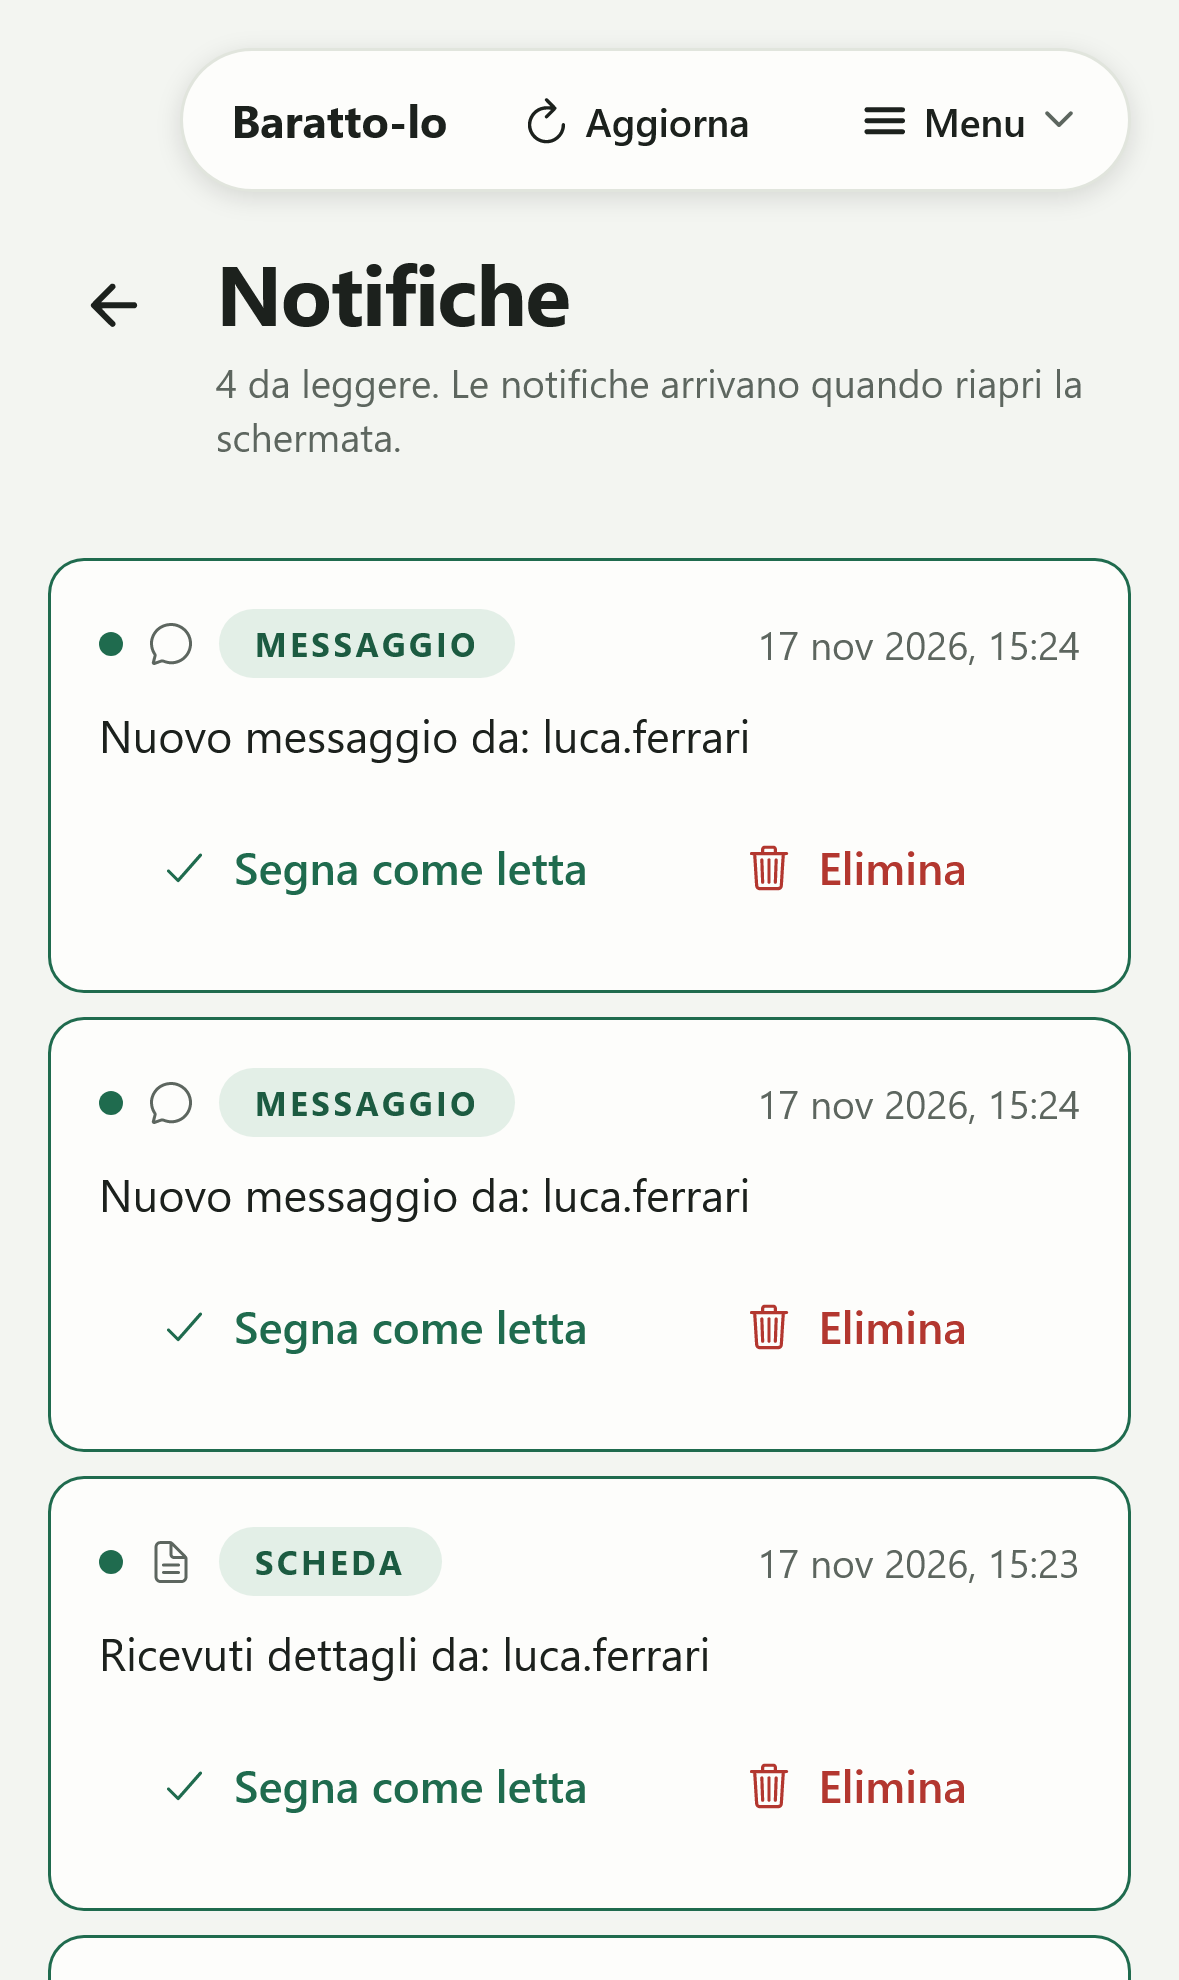 Baratto-lo Aggiorna Menu
Notifiche
4 da leggere. Le notifiche arrivano quando riapri la
schermata.
MESSAGGIO 17 nov 2026, 15:24
Nuovo messaggio da: luca.ferrari
Segna come letta Elimina
MESSAGGIO 17 nov 2026, 15:24
Nuovo messaggio da: luca.ferrari
Segna come letta Elimina
SCHEDA 17 nov 2026, 15:23
Ricevuti dettagli da: luca.ferrari
Segna come letta Elimina